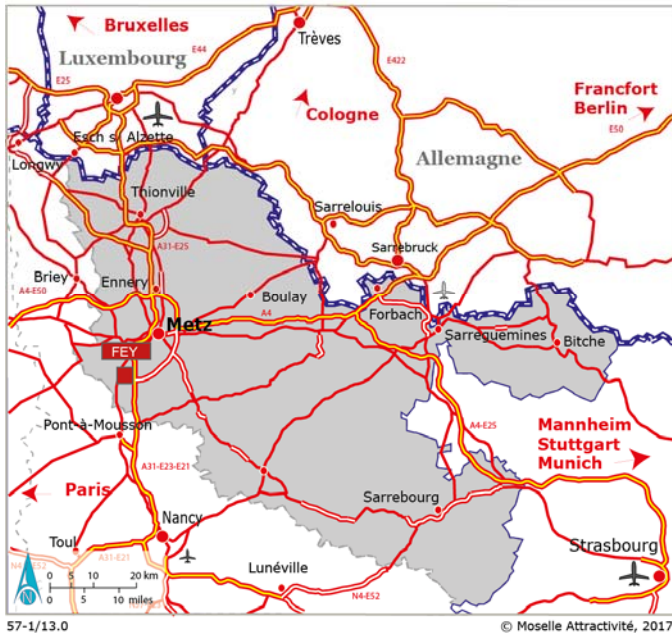 Bruxelles
Trèves
Luxembourg
E44
E422
E25
Francfort
Berlin
Cologne
E50
Esch s/ Alzette
Allemagne
Longwy
Thionville
Sarrelouis
A31-E25
Sarrebruck
Briey
Ennery
A4-E50
Boulay
Forbach
A4
Metz
Sarreguemines
Bitche
FEY
Pont-à-Mousson
A4-E25
Mannheim
Stuttgart
Munich
A31-E23-E21
Paris
Sarrebourg
Nancy
Toul
A31-E21
Strasbourg
N4-E52
Lunéville
N4-E52
N
0 5 10 20 km
0 5 10 miles
57-1/13.0
© Moselle Attractivité, 2017